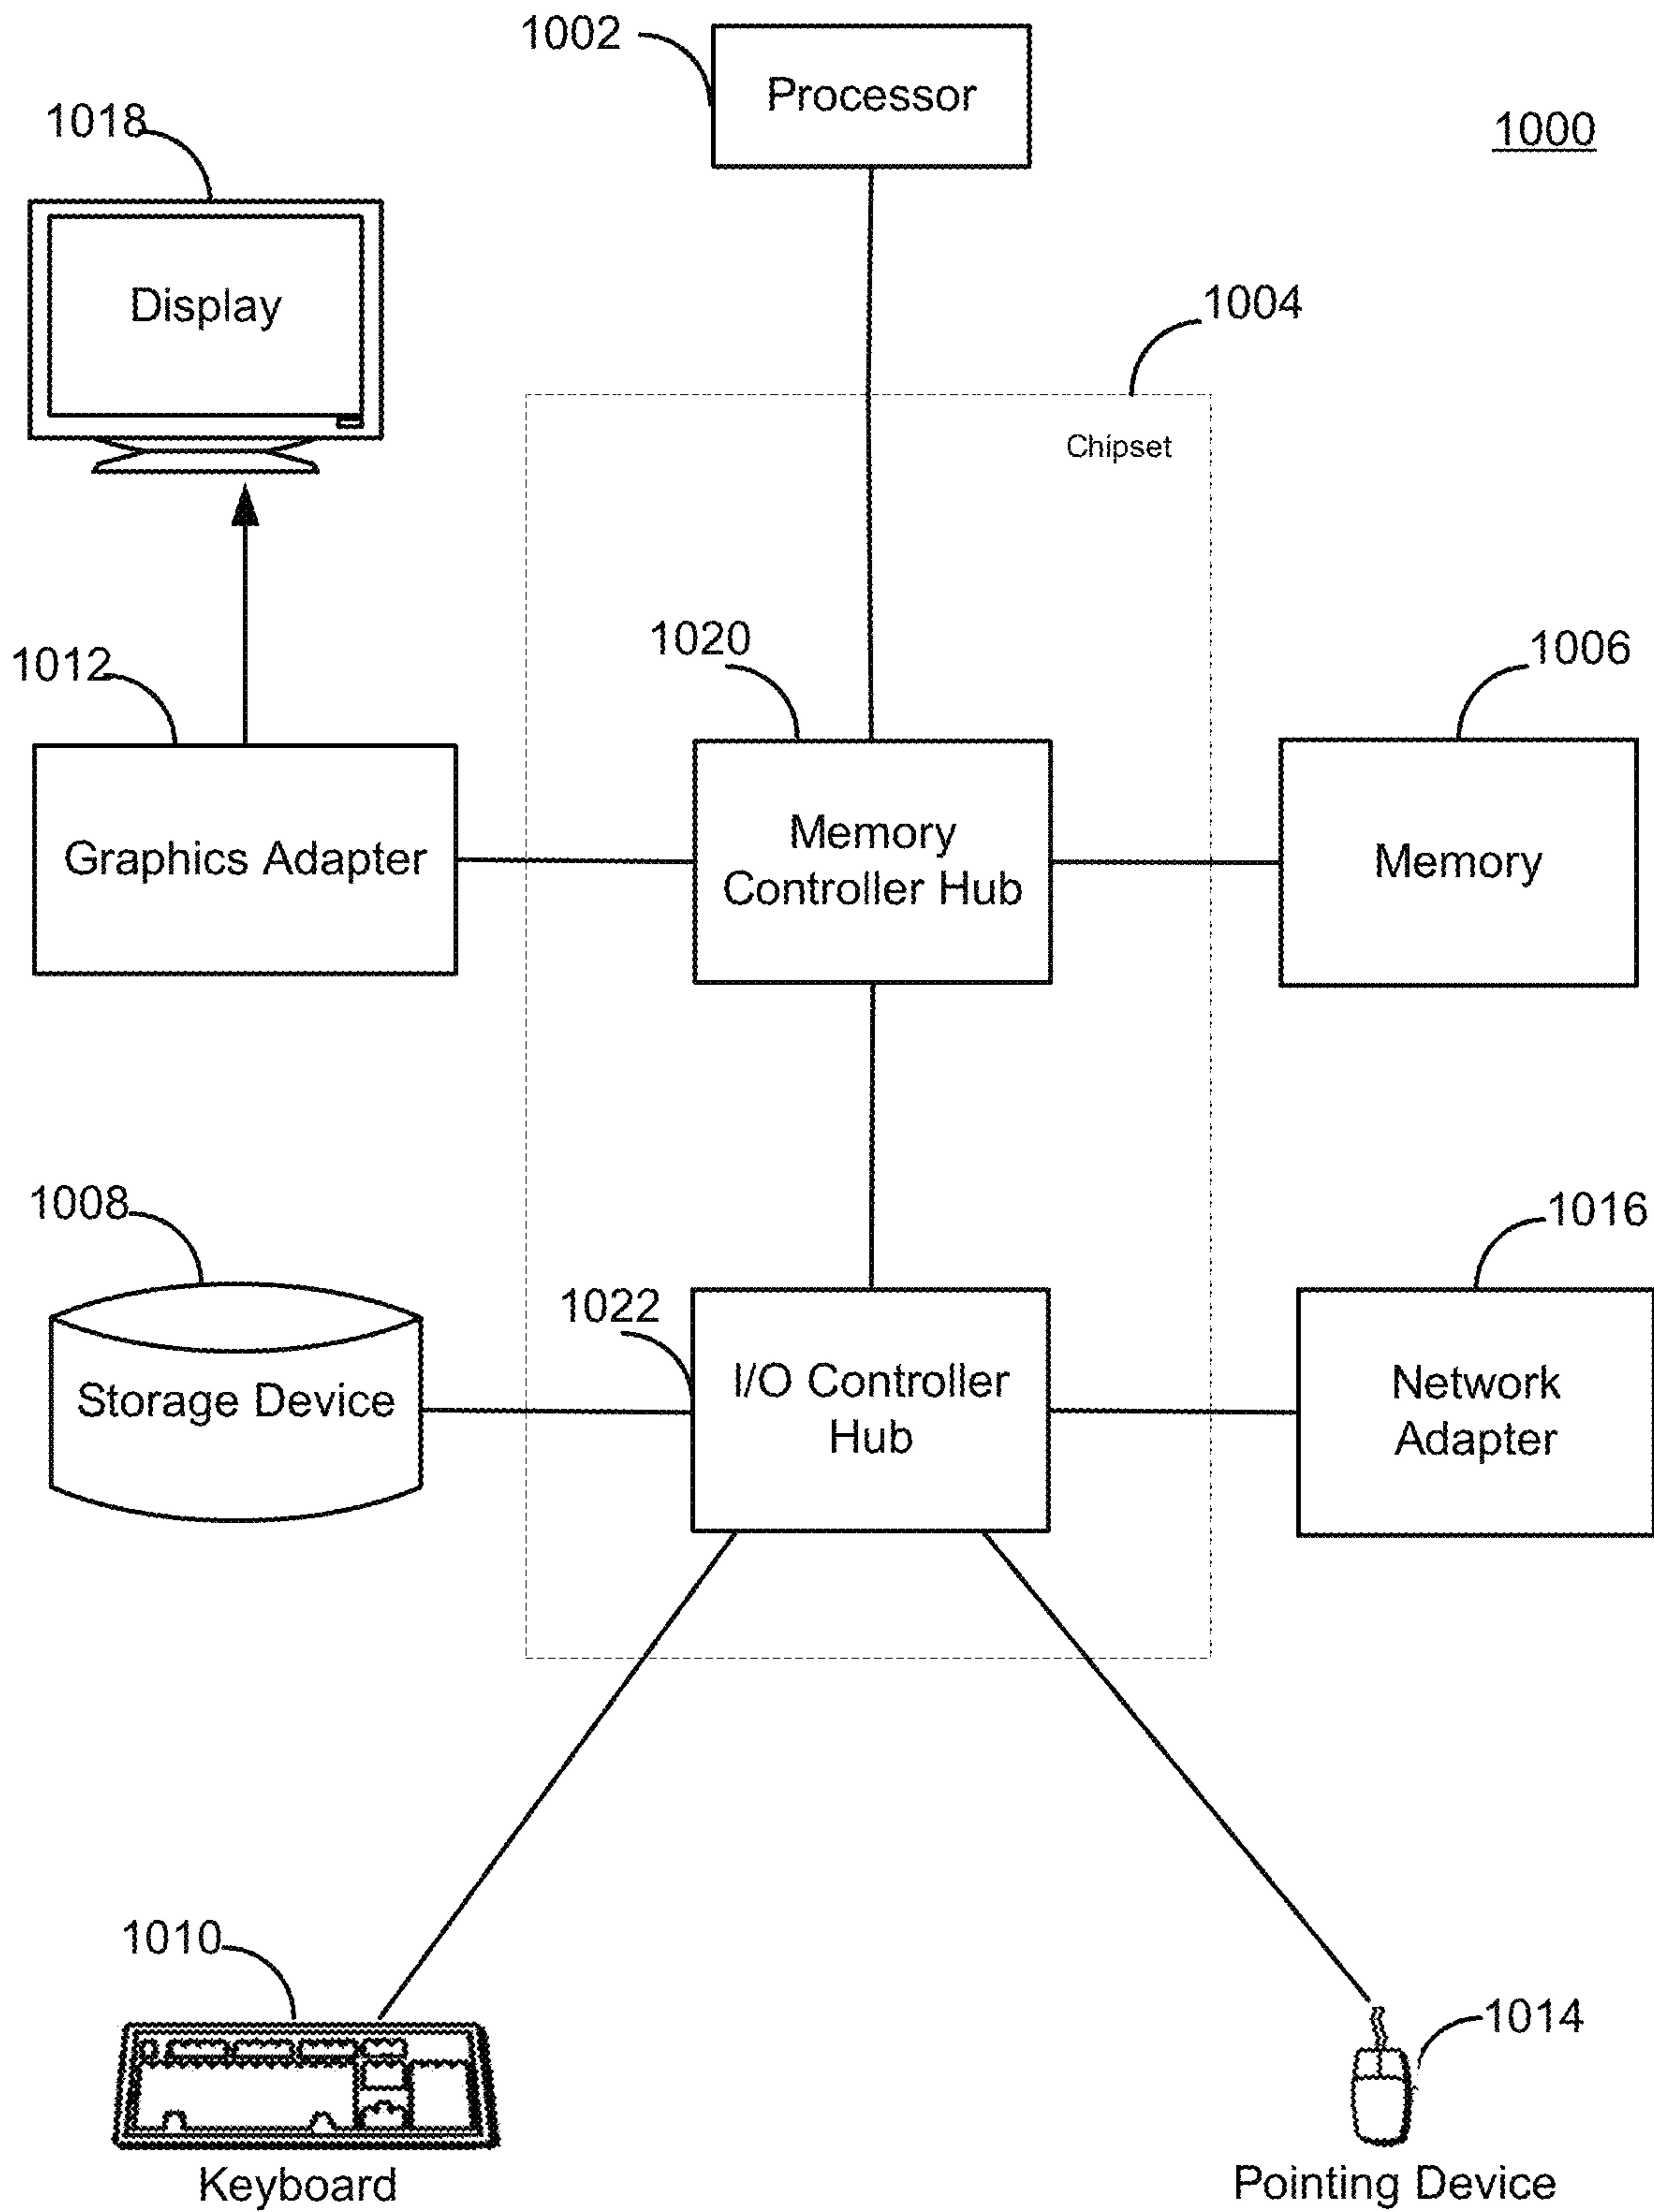 1002
Processor
1000
1018
Display
1004
Chipset
1012
1020
1006
Graphics Adapter
Memory
Controller Hub
Memory
1008
1022
1016
Storage Device
I/O Controller
Hub
Network
Adapter
1010
1014
Keyboard
Pointing Device